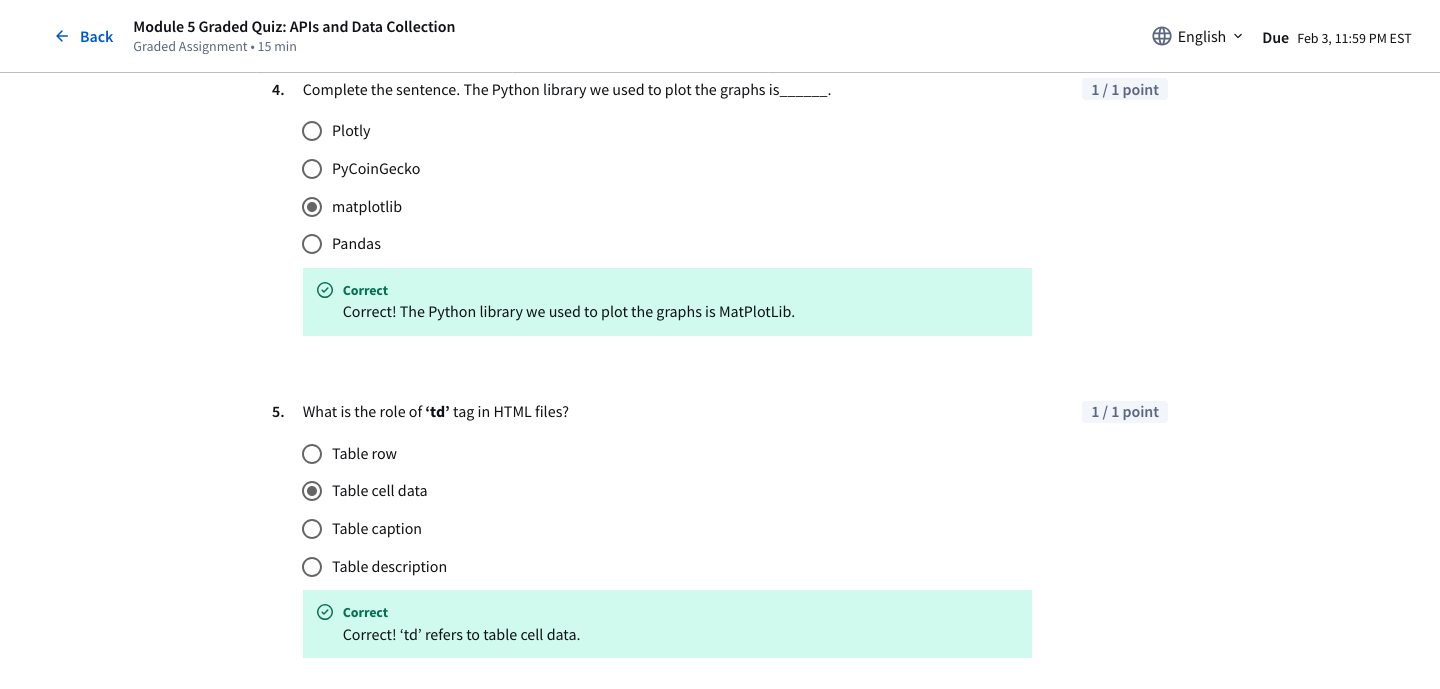 Back
Module 5 Graded Quiz: APIs and Data Collection
Graded Assignment • 15 min
English
Due Feb 3, 11:59 PM EST
4. Complete the sentence. The Python library we used to plot the graphs is______.
1 / 1 point
Plotly
PyCoinGecko
matplotlib
Pandas
Correct
Correct! The Python library we used to plot the graphs is MatPlotLib.
5. What is the role of ‘td’ tag in HTML files?
1 / 1 point
Table row
Table cell data
Table caption
Table description
Correct
Correct! ‘td’ refers to table cell data.